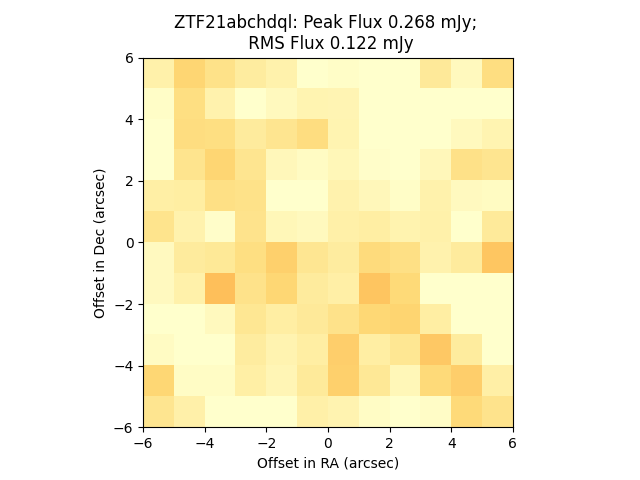 ZTF21abchdql: Peak Flux 0.268 mJy;
RMS Flux 0.122 mJy
6
4
2
0
−2
−4
−6
Offset in Dec (arcsec)
−6 −4 −2 0 2 4 6
Offset in RA (arcsec)